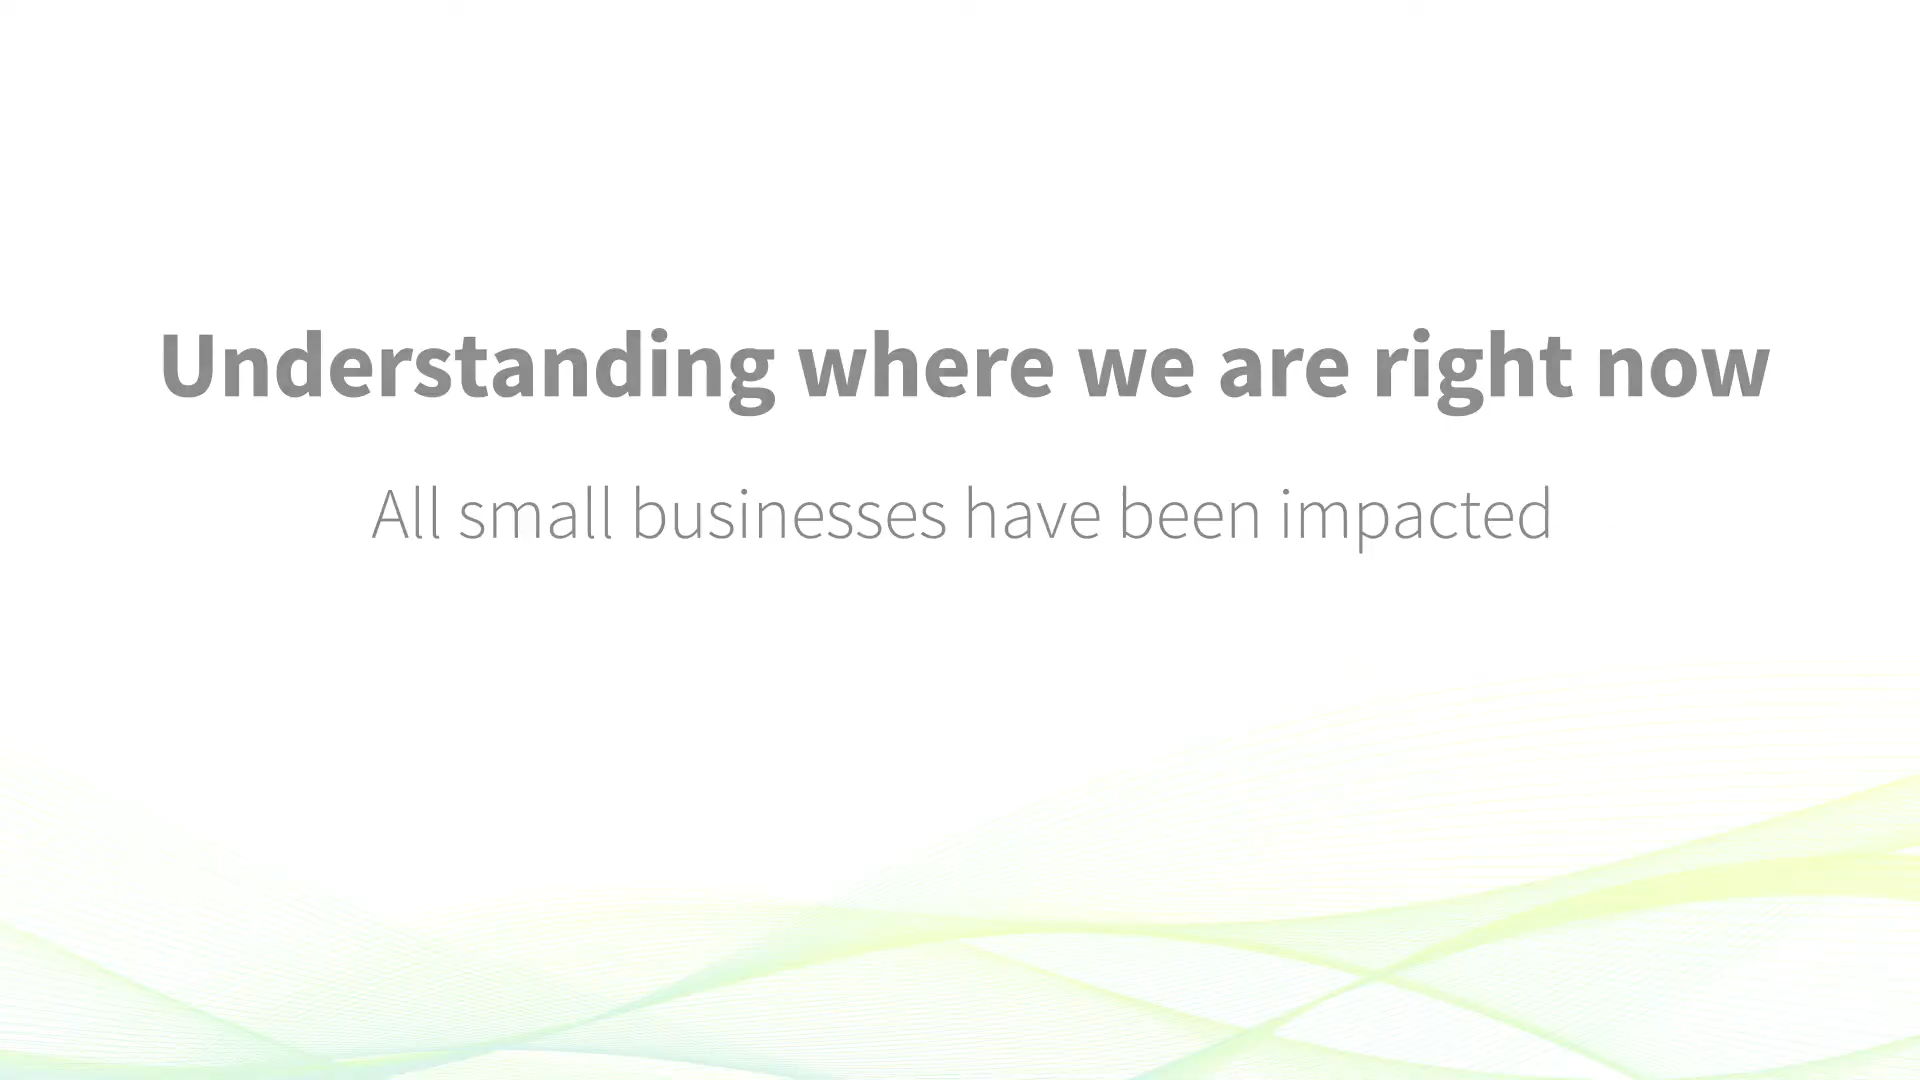 Understanding where we are right now
All small businesses have been impacted